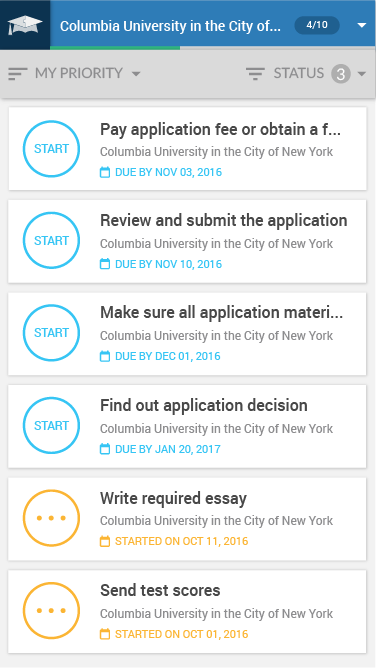 Columbia University in the City of...
4/10
MY PRIORITY
STATUS 3
START
Pay application fee or obtain a f...
Columbia University in the City of New York
DUE BY NOV 03, 2016
START
Review and submit the application
Columbia University in the City of New York
DUE BY NOV 10, 2016
START
Make sure all application materi...
Columbia University in the City of New York
DUE BY DEC 01, 2016
START
Find out application decision
Columbia University in the City of New York
DUE BY JAN 20, 2017
Write required essay
Columbia University in the City of New York
STARTED ON OCT 11, 2016
Send test scores
Columbia University in the City of New York
STARTED ON OCT 01, 2016